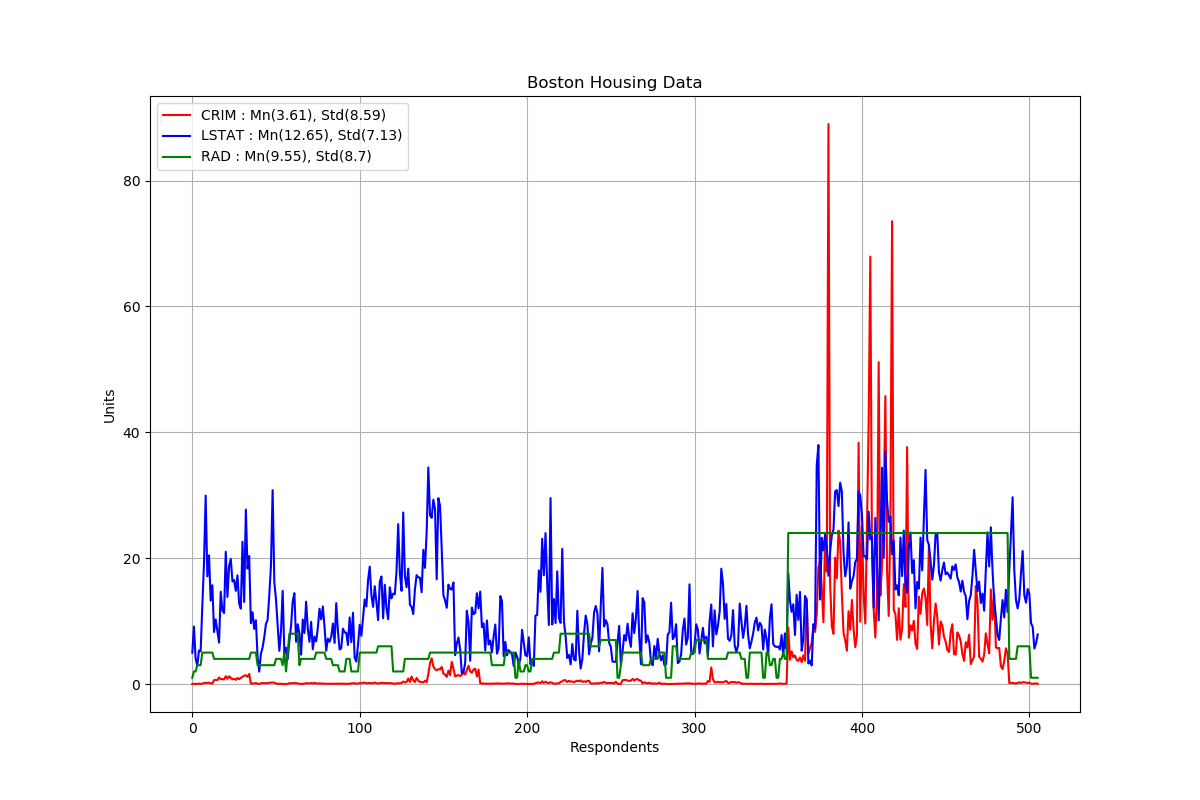 Boston Housing Data
CRIM : Mn(3.61), Std(8.59)
LSTAT : Mn(12.65), Std(7.13)
RAD : Mn(9.55), Std(8.7)
80
60
40
20
0
Units
0 100 200 300 400 500
Respondents